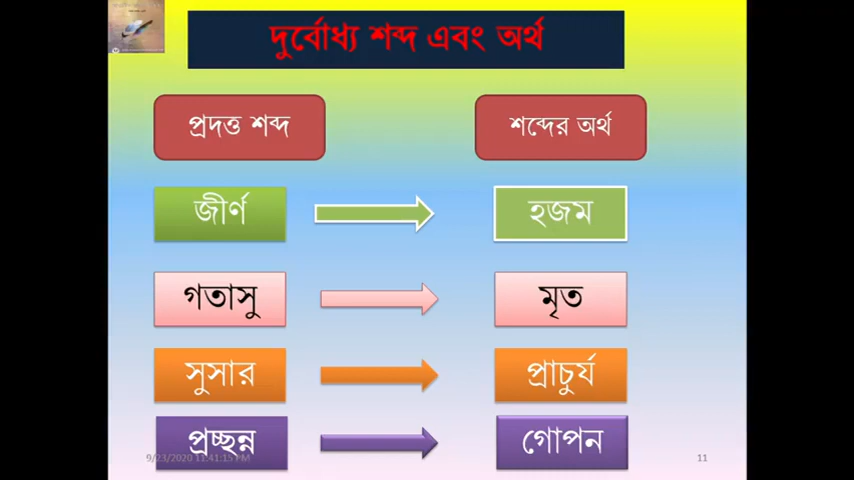 দুর্বোধ্য শব্দ এবং অর্থ
প্রদত্ত শব্দ শব্দের অর্থ
জীর্ণ হজম
গতাসু মৃত
সুসার প্রাচুর্য
প্রচ্ছন্ন গোপন
9/23/2020 11:41:15 PM 11